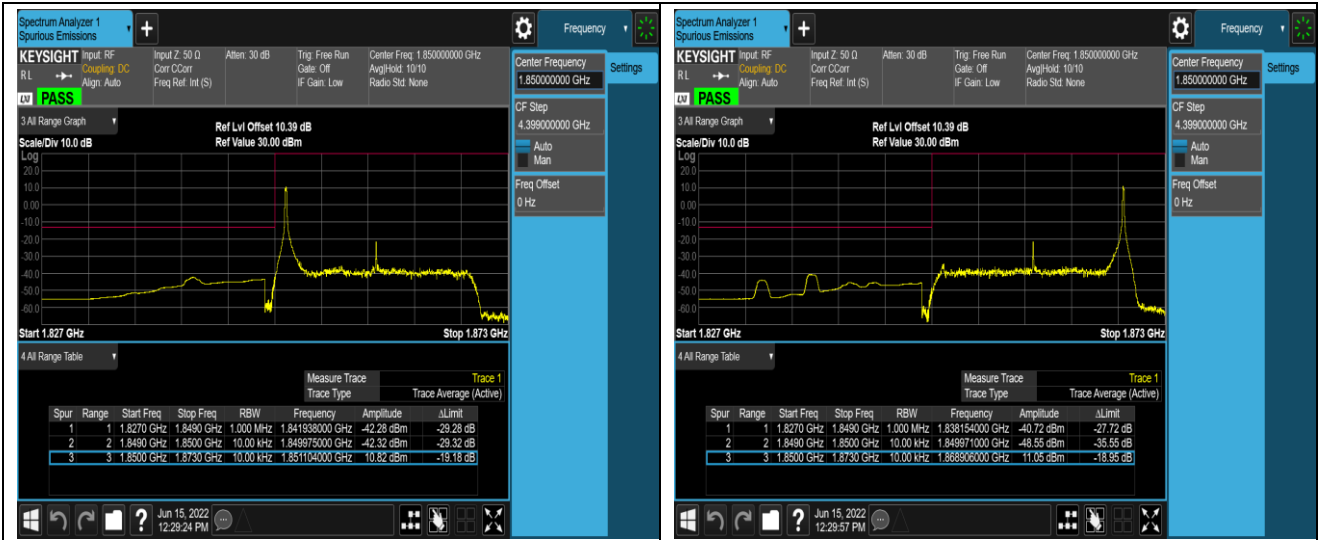 Spectrum Analyzer 1
Spurious Emissions
Frequency
KEYSIGHT Input: RF Input Z: 50 Ω Atten: 30 dB Trig: Free Run Center Freq: 1.850000000 GHz
Coupling: DC Corr CCorr Gate: Off Avg|Hold: 10/10
RL Align: Auto Freq Ref: Int (S) IF Gain: Low Radio Std: None
LXI PASS
Center Frequency
1.850000000 GHz
Settings
CF Step
4.399000000 GHz
Auto
Man
Freq Offset
0 Hz
3 All Range Graph
Ref Lvl Offset 10.39 dB
Scale/Div 10.0 dB Ref Value 30.00 dBm
Log
20.0
10.0
0.00
-10.0
-20.0
-30.0
-40.0
-50.0
-60.0
Start 1.827 GHz Stop 1.873 GHz
4 All Range Table
Measure Trace Trace 1
Trace Type Trace Average (Active)
Spur Range Start Freq Stop Freq RBW Frequency Amplitude ΔLimit
1 1 1.8270 GHz 1.8490 GHz 1.000 MHz 1.841938000 GHz -42.28 dBm -29.28 dB
2 2 1.8490 GHz 1.8500 GHz 10.00 kHz 1.849975000 GHz -42.32 dBm -29.32 dB
3 3 1.8500 GHz 1.8730 GHz 10.00 kHz 1.851104000 GHz 10.82 dBm -19.18 dB
?
Jun 15, 2022
12:29:24 PM
Spectrum Analyzer 1
Spurious Emissions
Frequency
KEYSIGHT Input: RF Input Z: 50 Ω Atten: 30 dB Trig: Free Run Center Freq: 1.850000000 GHz
Coupling: DC Corr CCorr Gate: Off Avg|Hold: 10/10
RL Align: Auto Freq Ref: Int (S) IF Gain: Low Radio Std: None
LXI PASS
Center Frequency
1.850000000 GHz
Settings
CF Step
4.399000000 GHz
Auto
Man
Freq Offset
0 Hz
3 All Range Graph
Ref Lvl Offset 10.39 dB
Scale/Div 10.0 dB Ref Value 30.00 dBm
Log
20.0
10.0
0.00
-10.0
-20.0
-30.0
-40.0
-50.0
-60.0
Start 1.827 GHz Stop 1.873 GHz
4 All Range Table
Measure Trace Trace 1
Trace Type Trace Average (Active)
Spur Range Start Freq Stop Freq RBW Frequency Amplitude ΔLimit
1 1 1.8270 GHz 1.8490 GHz 1.000 MHz 1.838154000 GHz -40.72 dBm -27.72 dB
2 2 1.8490 GHz 1.8500 GHz 10.00 kHz 1.849971000 GHz -48.55 dBm -35.55 dB
3 3 1.8500 GHz 1.8730 GHz 10.00 kHz 1.868906000 GHz 11.05 dBm -18.95 dB
?
Jun 15, 2022
12:29:57 PM